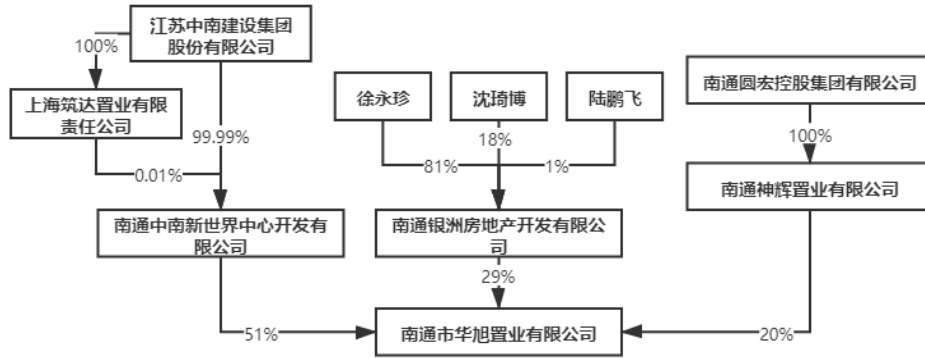 江苏中南建设集团
股份有限公司
100%
上海筑达置业有限
责任公司
99.99%
0.01%
徐永珍
沈琦博
陆鹏飞
18%
81%
1%
南通圆宏控股集团有限公司
100%
南通神辉置业有限公司
南通中南新世界中心开发有
限公司
南通银洲房地产开发有限公
司
29%
51%
南通市华旭置业有限公司
20%